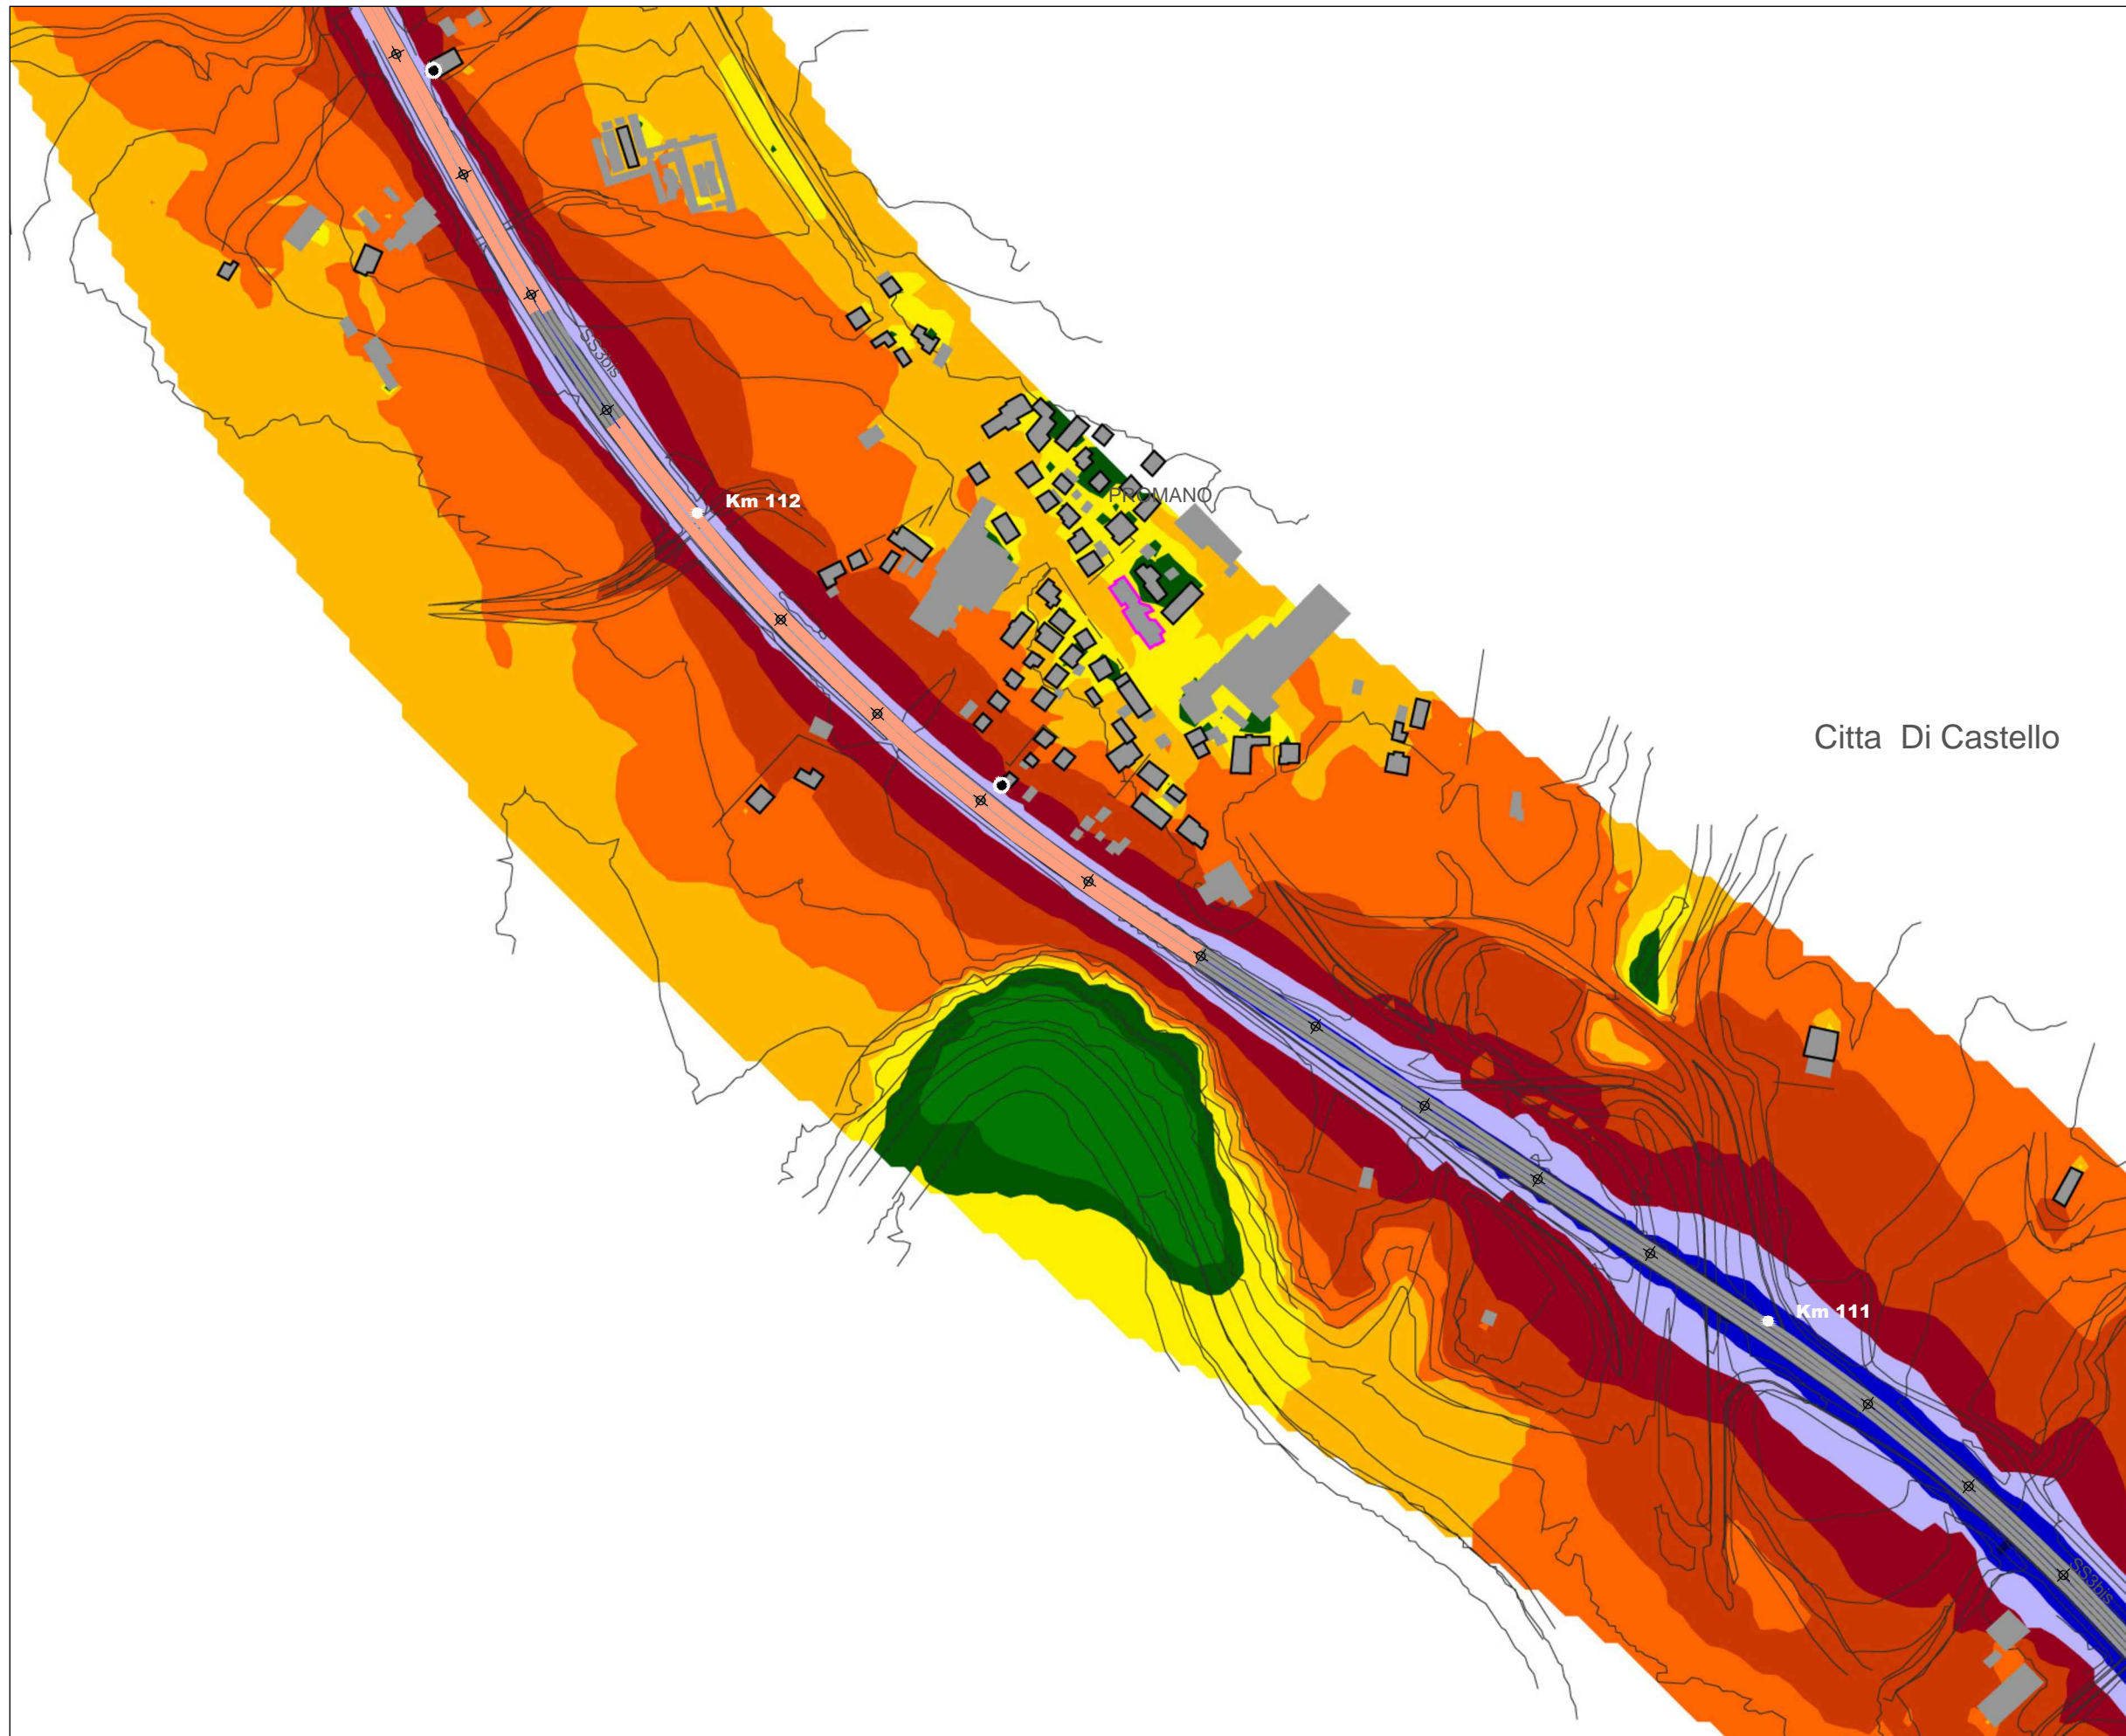 SS3bis
Km 112
PROMANO
Citta  Di Castello
Km 111
SS3bis